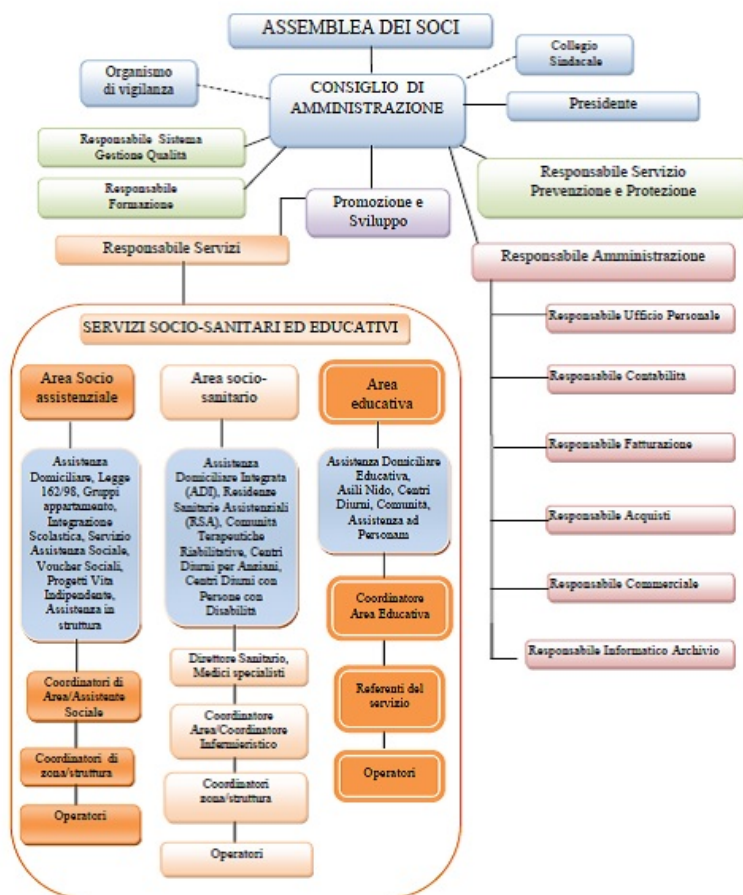 ASSEMBLEA DEI SOCI
Collegio
Sindacale
Organismo
di vigilanza
CONSIGLIO DI
AMMINISTRAZIONE
Presidente
Responsabile Sistema
Gestione Qualità
Responsabile Servizio
Prevenzione e Protezione
Responsabile
Formazione
Promozione e
Sviluppo
Responsabile Servizi
Responsabile Amministrazione
SERVIZI SOCIO-SANITARI ED EDUCATIVI
Area Socio
assistenziale
Assistenza
Domiciliare, Legge
162/98, Gruppi
appartamento,
Integrazione
Scolastica, Servizio
Assistenza Sociale,
Voucher Sociali,
Progetti Vita
Indipendente,
Assistenza in
struttura
Coordinatori di
Area/Assistente
Sociale
Coordinatori di
zona/struttura
Operatori
Area socio-
sanitario
Assistenza
Domiciliare Integrata
(ADI), Residenze
Sanitarie Assistenziali
(RSA), Comunità
Terapeutiche
Riabilitative, Centri
Diurni per Anziani,
Centri Diurni con
Persone con
Disabilità
Direttore Sanitario,
Medici specialisti
Coordinatore
Area/Coordinatore
Infermieristico
Coordinatori
zona/struttura
Operatori
Area
educativa
Assistenza Domiciliare
Educativa,
Asili Nido, Centri
Diurni, Comunità,
Assistenza ad
Personam
Coordinatore
Area Educativa
Referenti del
servizio
Operatori
Responsabile Ufficio Personale
Responsabile Contabilità
Responsabile Fatturazione
Responsabile Acquisti
Responsabile Commerciale
Responsabile Informatico Archivio